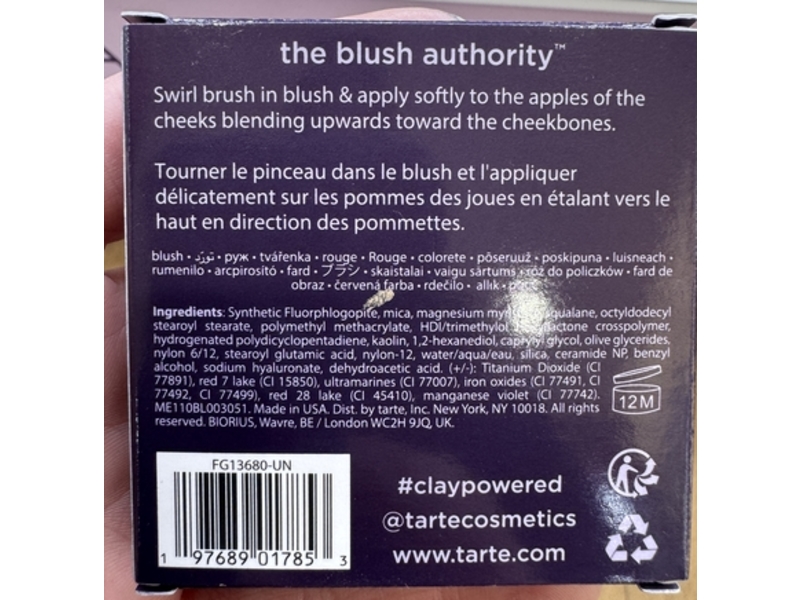 the blush authority™
Swirl brush in blush & apply softly to the apples of the
cheeks blending upwards toward the cheekbones.
Tourner le pinceau dans le blush et l'appliquer
délicatement sur les pommes des joues en étalant vers le
haut en direction des pommettes.
blush • تورّد • руж • tvářenka • rouge • Rouge • colorete • põseruuž • poskipuna • luisneach •
rumenilo • arcpirosító • fard • ブラシ • skaistalai • vaigu sārtums • róż do policzków • fard de
obraz • červená farba • rdečilo • allık •
Ingredients: Synthetic Fluorphlogopite, mica, magnesium squalane, octyldodecyl
stearoyl stearate, polymethyl methacrylate, HDI/trimethylol crosspolymer,
hydrogenated polydicyclopentadiene, kaolin, 1,2-hexanediol, caprylyl glycol, olive glycerides,
nylon 6/12, stearoyl glutamic acid, nylon-12, water/aqua/eau, silica, ceramide NP, benzyl
alcohol, sodium hyaluronate, dehydroacetic acid. (+/-): Titanium Dioxide (CI
77891), red 7 lake (CI 15850), ultramarines (CI 77007), iron oxides (CI 77491, CI
77492, CI 77499), red 28 lake (CI 45410), manganese violet (CI 77742).
ME110BL003051. Made in USA. Dist. by tarte, Inc. New York, NY 10018. All rights
reserved. BIORIUS, Wavre, BE / London WC2H 9JQ, UK.
12M
FG13680-UN
1 97689 01785 3
#claypowered
@tartecosmetics
www.tarte.com